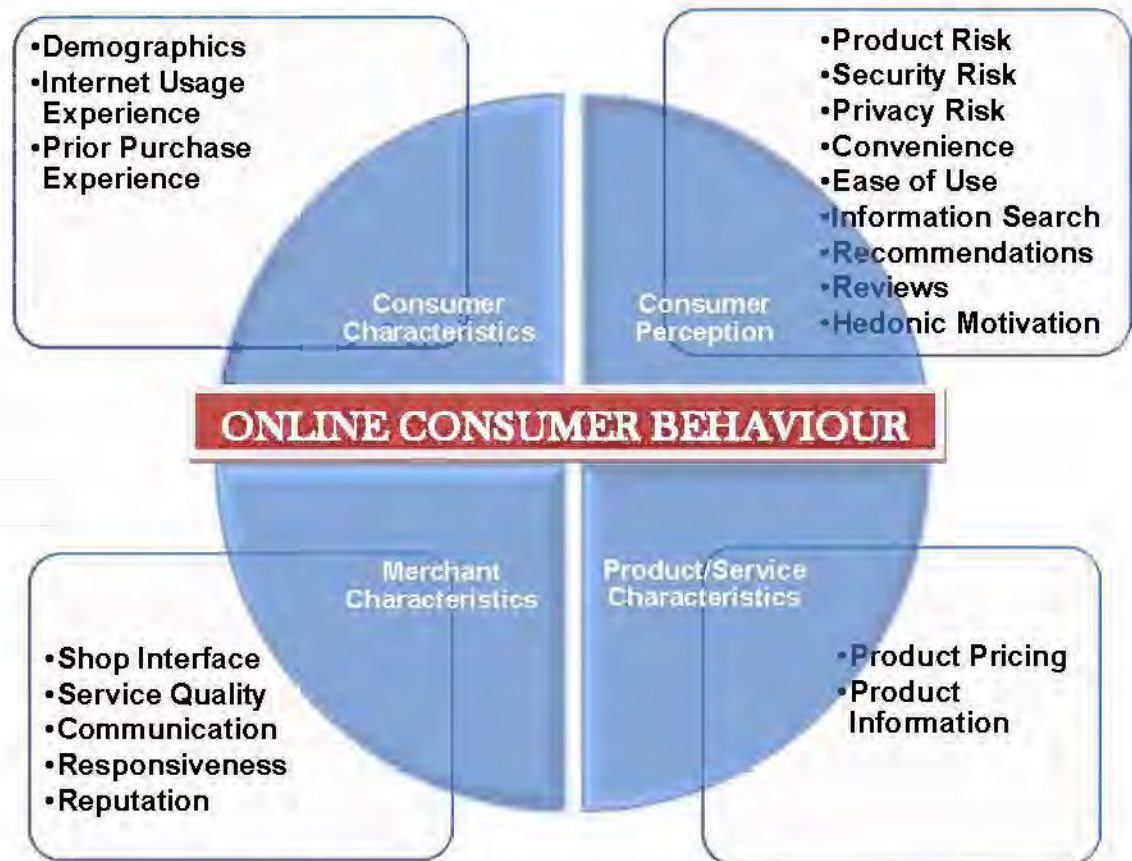 •Demographics
•Internet Usage
Experience
•Prior Purchase
Experience
•Product Risk
•Security Risk
•Privacy Risk
•Convenience
•Ease of Use
•Information Search
•Recommendations
•Reviews
•Hedonic Motivation
Consumer
Characteristics
Consumer
Perception
ONLINE CONSUMER BEHAVIOUR
Merchant
Characteristics
Product/Service
Characteristics
•Shop Interface
•Service Quality
•Communication
•Responsiveness
•Reputation
•Product Pricing
•Product
Information